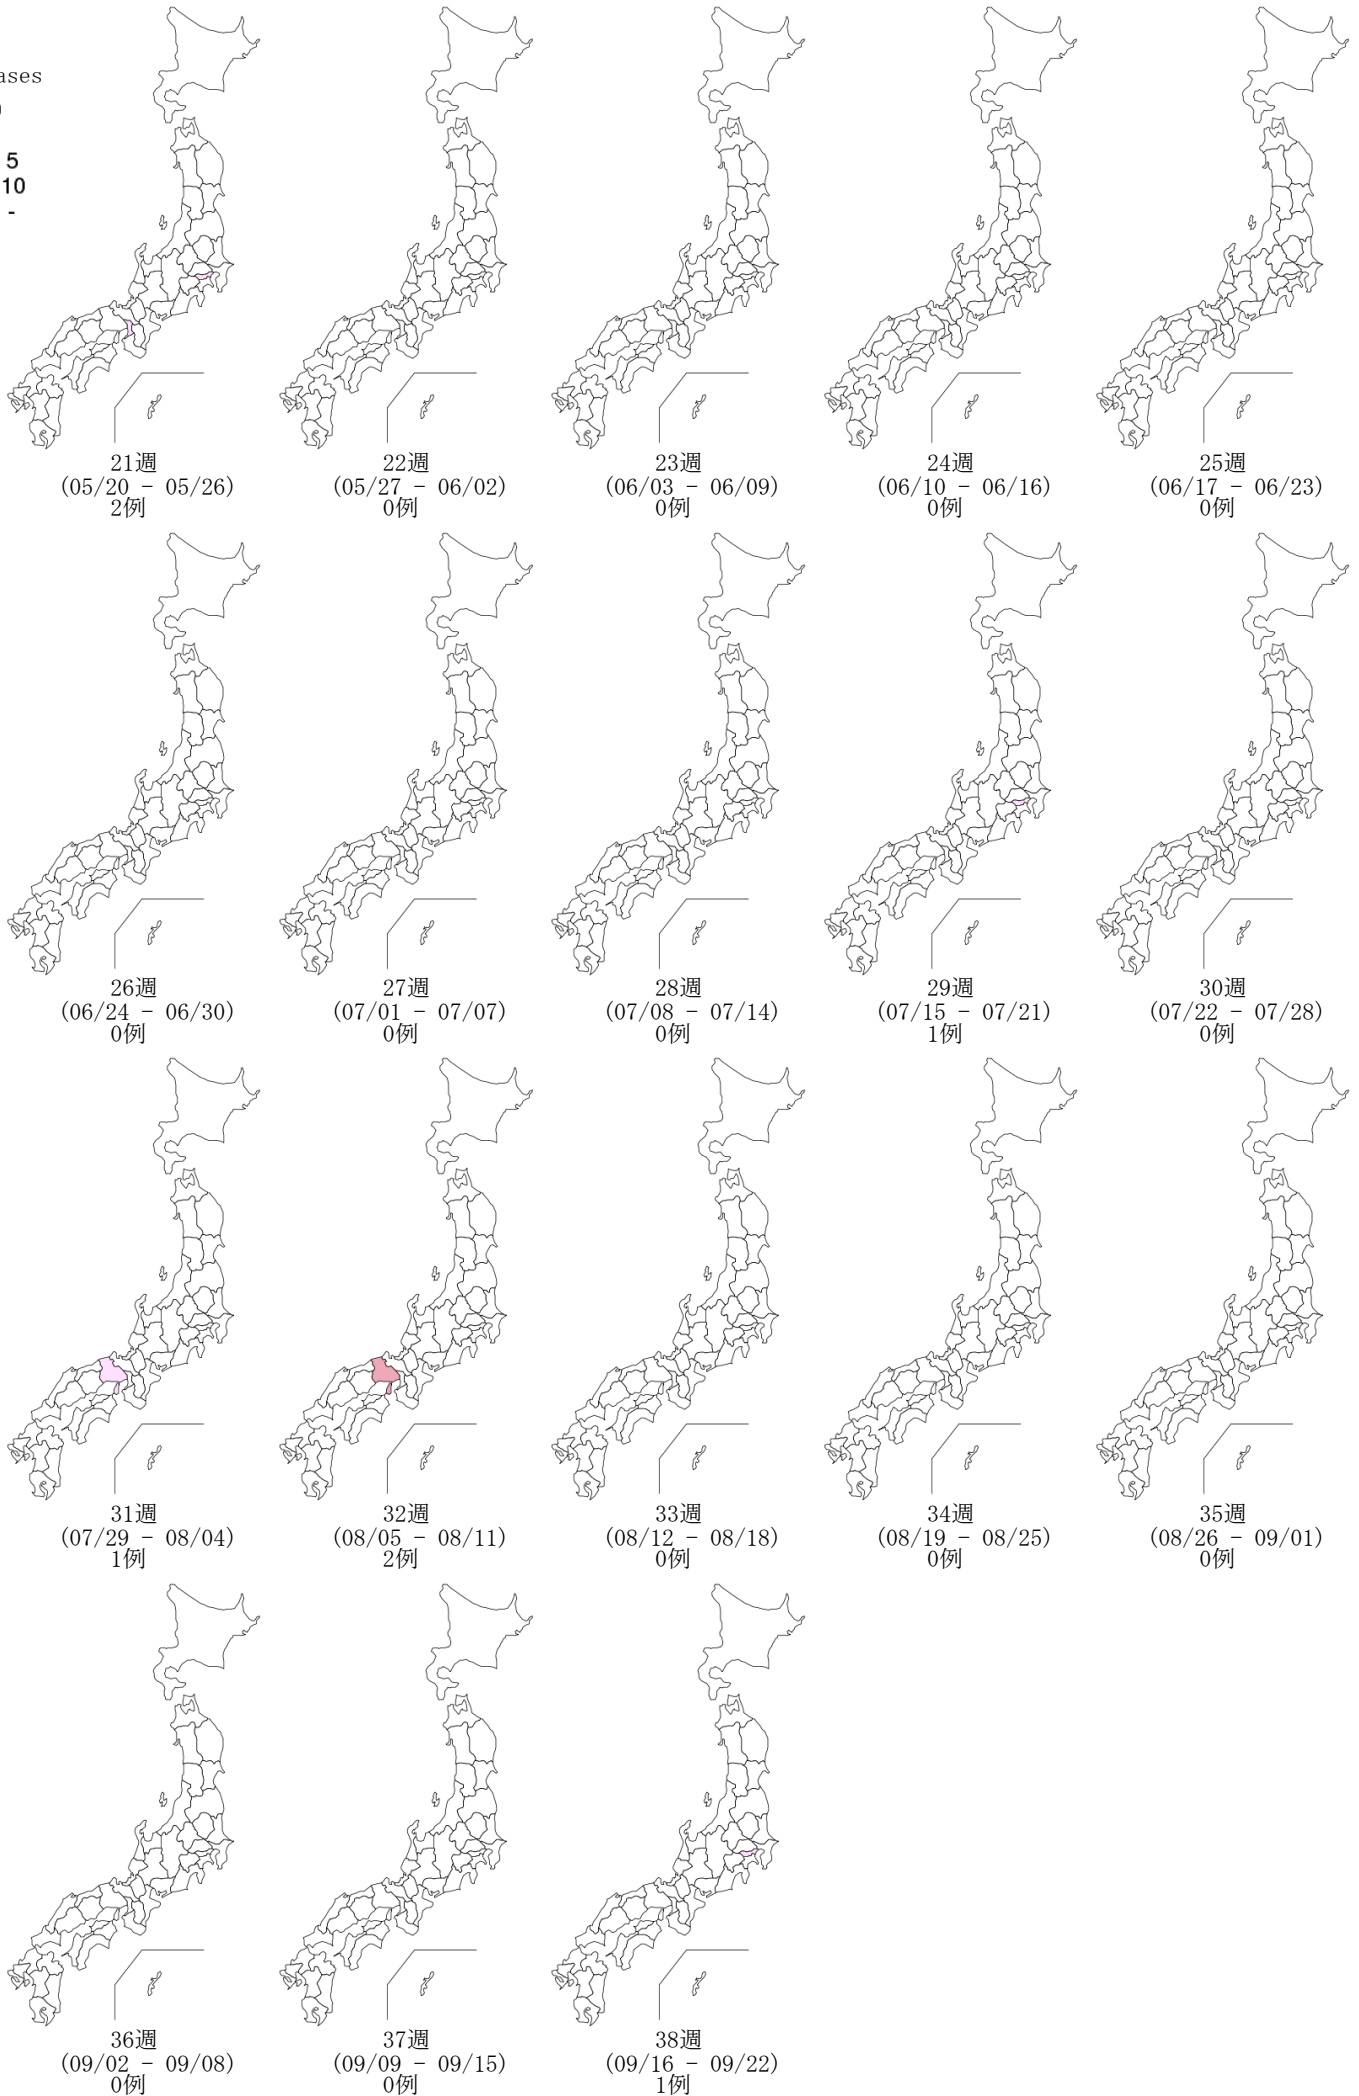 ases
5
10
-
21週
(05/20 - 05/26)
2例
22週
(05/27 - 06/02)
0例
23週
(06/03 - 06/09)
0例
24週
(06/10 - 06/16)
0例
25週
(06/17 - 06/23)
0例
26週
(06/24 - 06/30)
0例
27週
(07/01 - 07/07)
0例
28週
(07/08 - 07/14)
0例
29週
(07/15 - 07/21)
1例
30週
(07/22 - 07/28)
0例
31週
(07/29 - 08/04)
1例
32週
(08/05 - 08/11)
2例
33週
(08/12 - 08/18)
0例
34週
(08/19 - 08/25)
0例
35週
(08/26 - 09/01)
0例
36週
(09/02 - 09/08)
0例
37週
(09/09 - 09/15)
0例
38週
(09/16 - 09/22)
1例